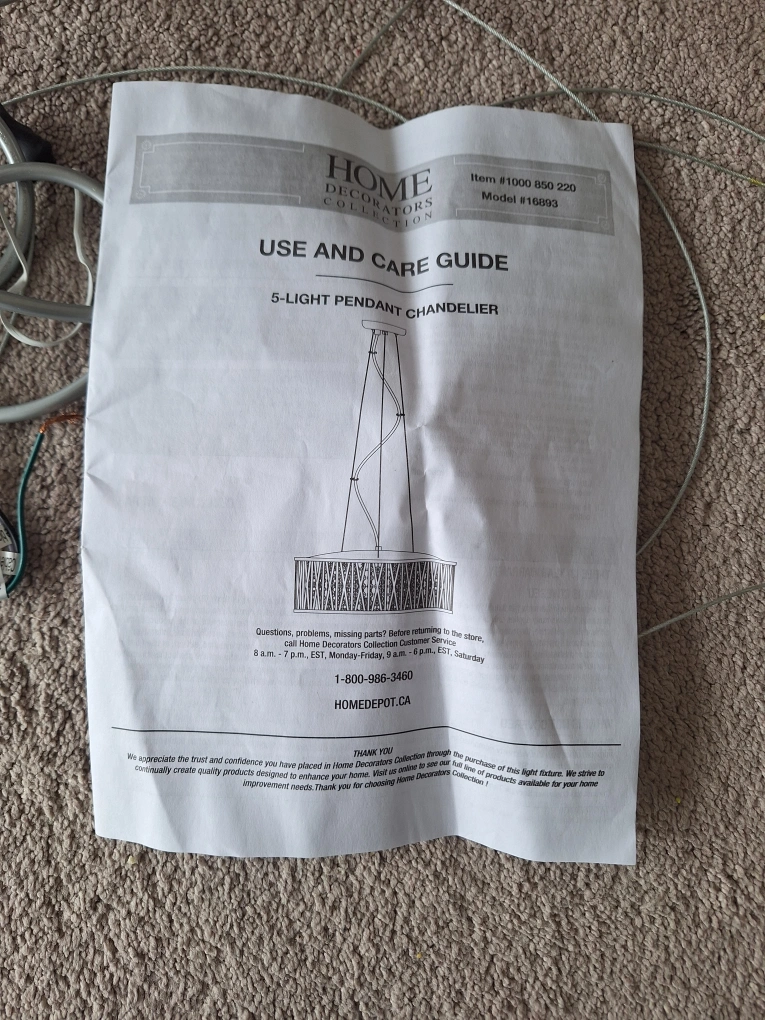 HOME
DECORATORS
COLLECTION
Item #1000 850 220
Model #16893
USE AND CARE GUIDE
5-LIGHT PENDANT CHANDELIER
Questions, problems, missing parts? Before returning to the store,
call Home Decorators Collection Customer Service
8 a.m. - 7 p.m., EST, Monday-Friday, 9 a.m. - 6 p.m., EST, Saturday
1-800-986-3460
HOMEDEPOT.CA
THANK YOU
We appreciate the trust and confidence you have placed in Home Decorators Collection through the purchase of this light fixture. We strive to
continually create quality products designed to enhance your home. Visit us online to see our full line of products available for your home
improvement needs.Thank you for choosing Home Decorators Collection !